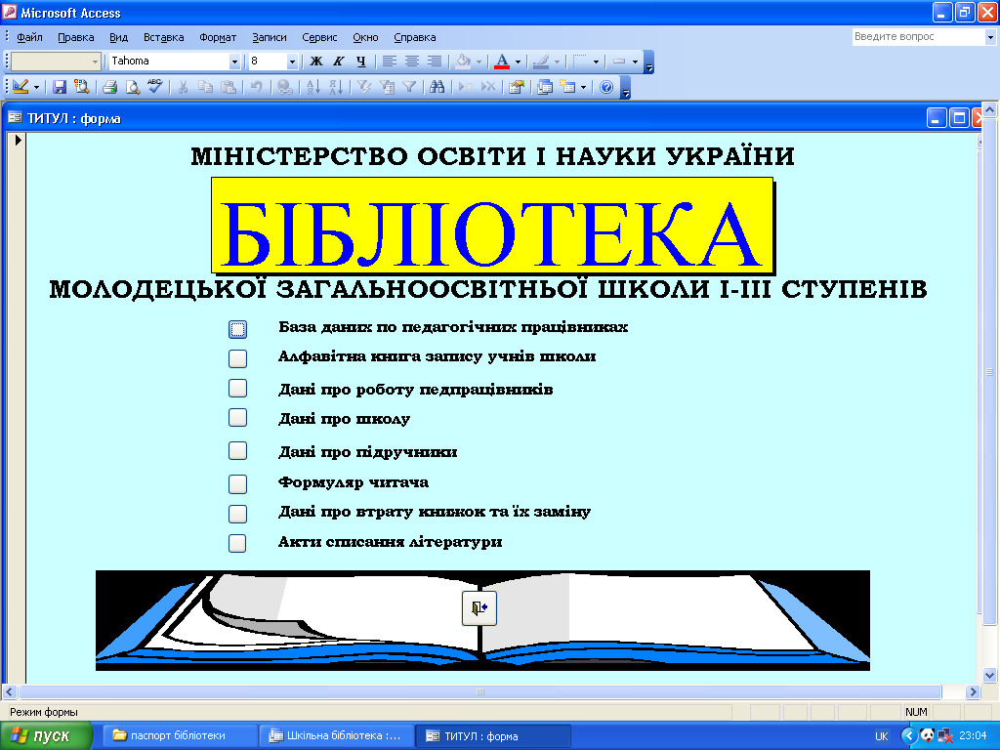 Microsoft Access
Файл Правка Вид Вставка Формат Записи Сервис Окно Справка Введите вопрос
Tahoma 8 Ж К Ч А
ТИТУЛ : форма
МІНІСТЕРСТВО ОСВІТИ І НАУКИ УКРАЇНИ
БІБЛІОТЕКА
МОЛОДЕЦЬКОЇ ЗАГАЛЬНООСВІТНЬОЇ ШКОЛИ І-ІІІ СТУПЕНІВ
База даних по педагогічних працівниках
Алфавітна книга запису учнів школи
Дані про роботу педпрацівників
Дані про школу
Дані про підручники
Формуляр читача
Дані про втрату книжок та їх заміну
Акти списання літератури
Режим формы NUM
пуск паспорт бібліотеки Шкільна бібліотека :... ТИТУЛ : форма UK 23:04